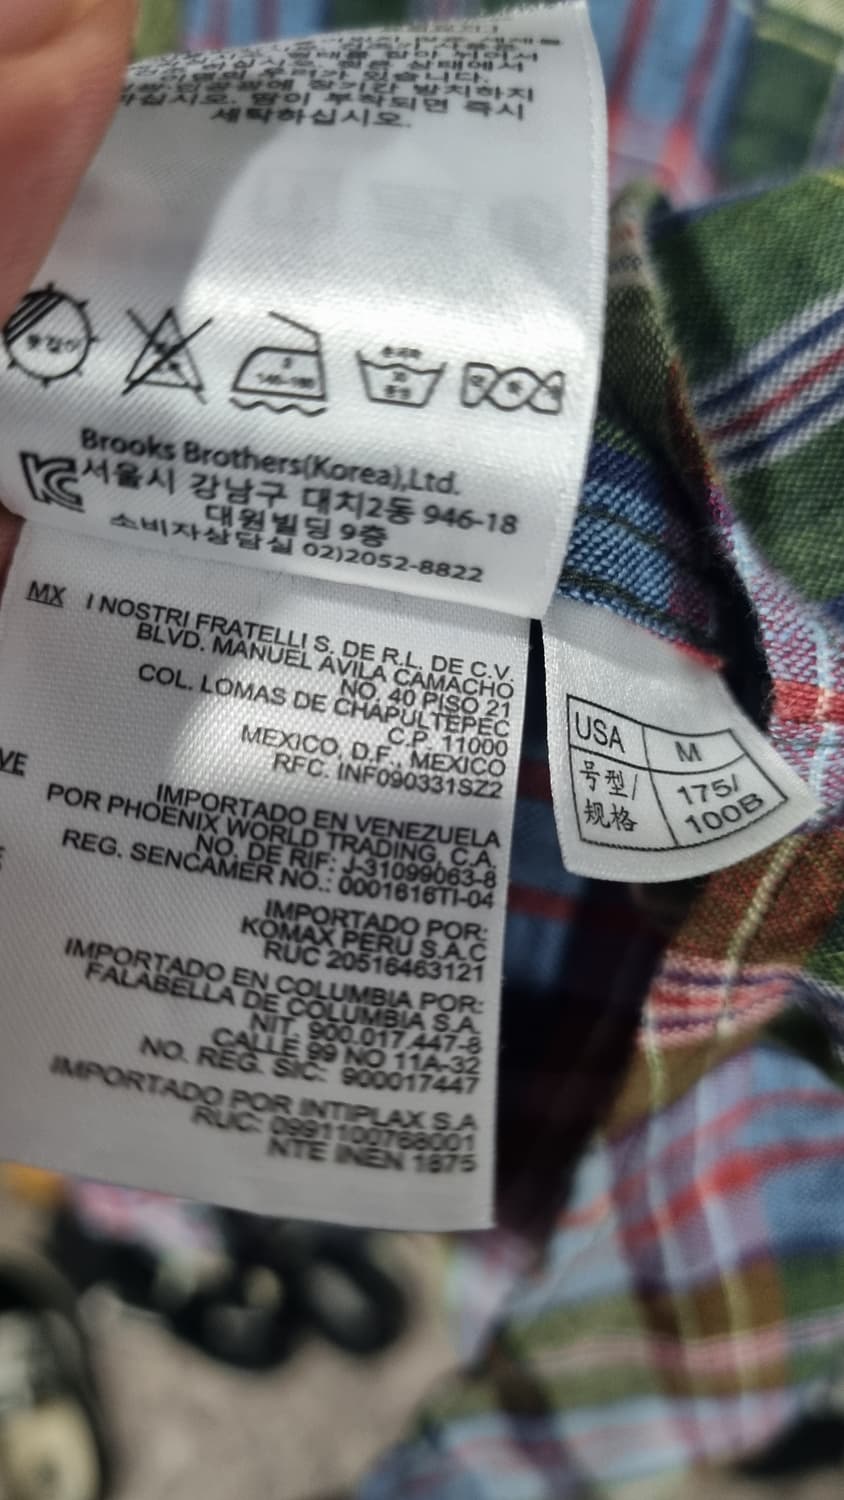 세탁하십시오.
Brooks Brothers(Korea),Ltd.
서울시 강남구 대치2동 946-18
대원빌딩 9층
소비자상담실 02)2052-8822
MX I NOSTRI FRATELLI S. DE R.L. DE C.V.
BLVD. MANUEL AVILA CAMACHO
NO. 40 PISO 21
COL. LOMAS DE CHAPULTEPEC
C.P. 11000
MEXICO, D.F., MEXICO
RFC. INF090331SZ2
VE IMPORTADO EN VENEZUELA
POR PHOENIX WORLD TRADING, C.A.
NO. DE RIF: J-31099063-8
REG. SENCAMER NO.: 0001616TI-04
IMPORTADO POR:
KOMAX PERU S.A.C
RUC 20516463121
IMPORTADO EN COLUMBIA POR:
FALABELLA DE COLUMBIA S.A.
NIT. 900.017.447-8
CALLE 99 NO 11A-32
NO. REG. SIC: 900017447
IMPORTADO POR INTIPLAX S.A
RUC: 0991100768001
NTE INEN 1875
USA M
号型/
规格
175/
100B